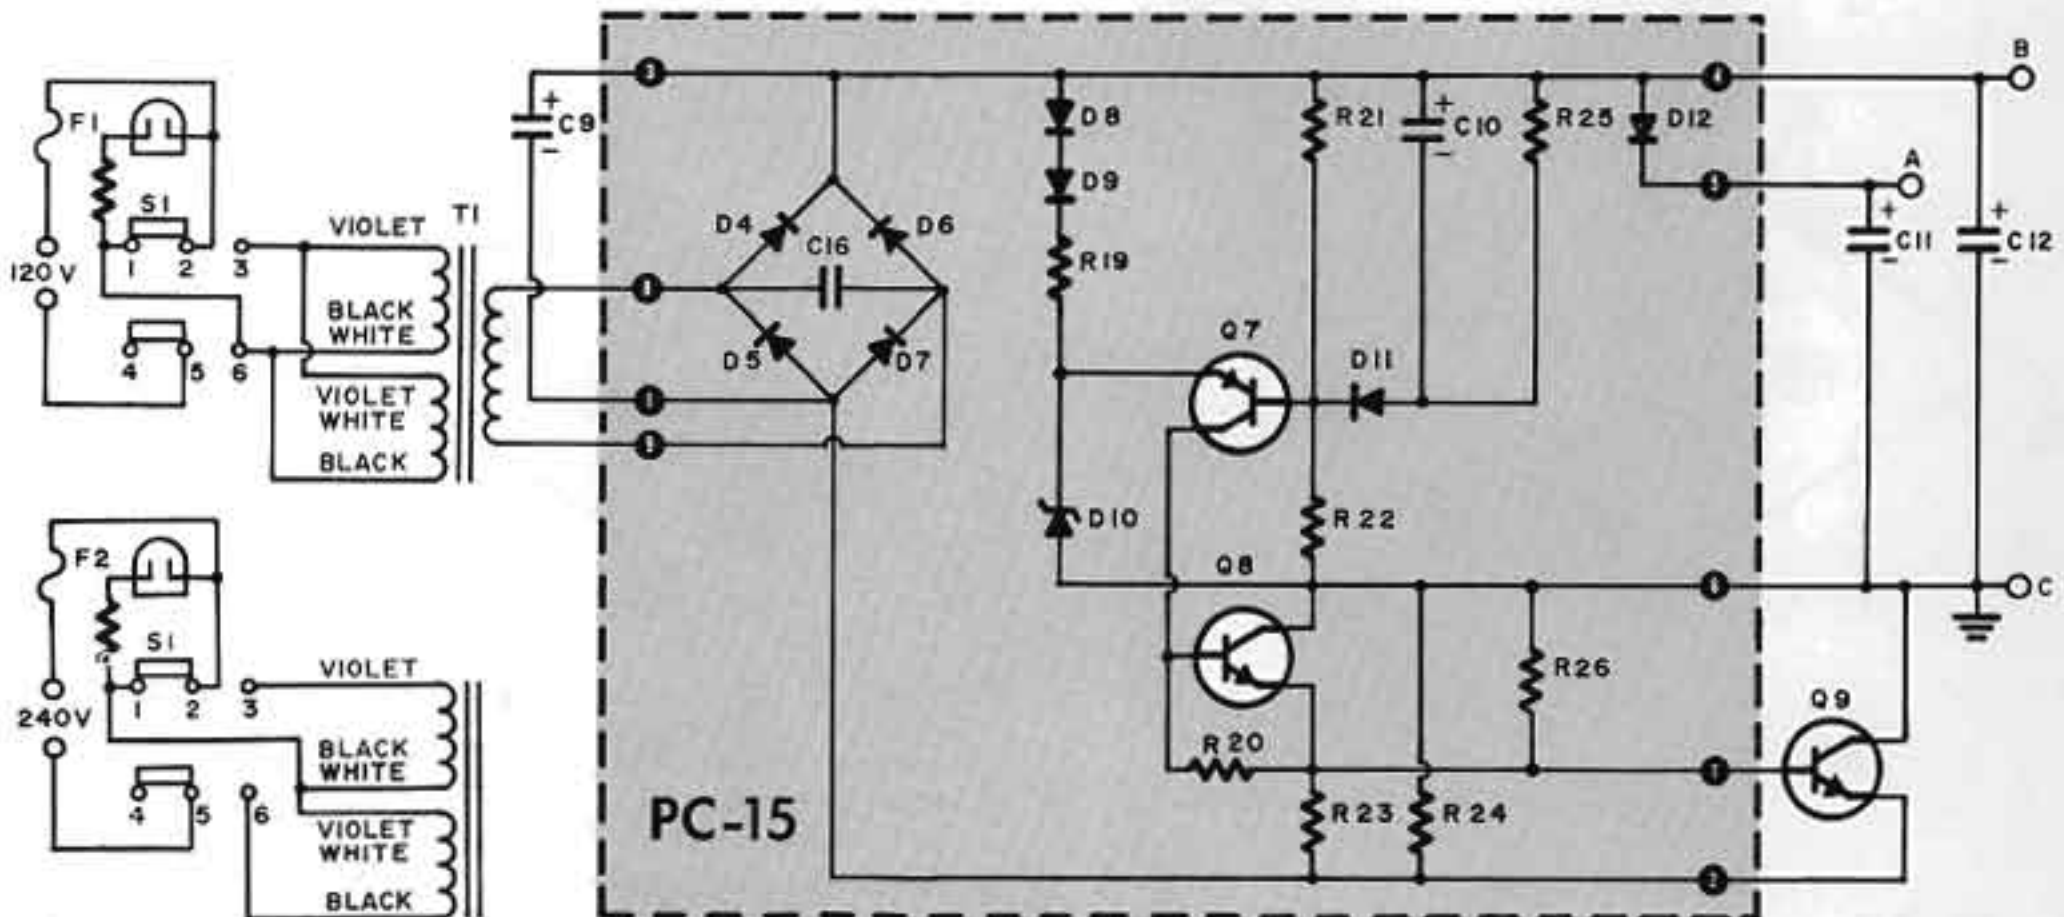 B
F1
C9
D8
R21
C10
R25
D12
A
S1
D9
VIOLET
T1
D4
D6
C16
R19
C11
C12
120 V
1
2
3
BLACK
WHITE
Q7
D11
4
5
6
D5
D7
VIOLET
WHITE
BLACK
D10
R22
F2
Q8
C
S1
VIOLET
R26
240V
1
2
3
Q9
BLACK
WHITE
R20
4
5
6
PC-15
R23
R24
VIOLET
WHITE
BLACK